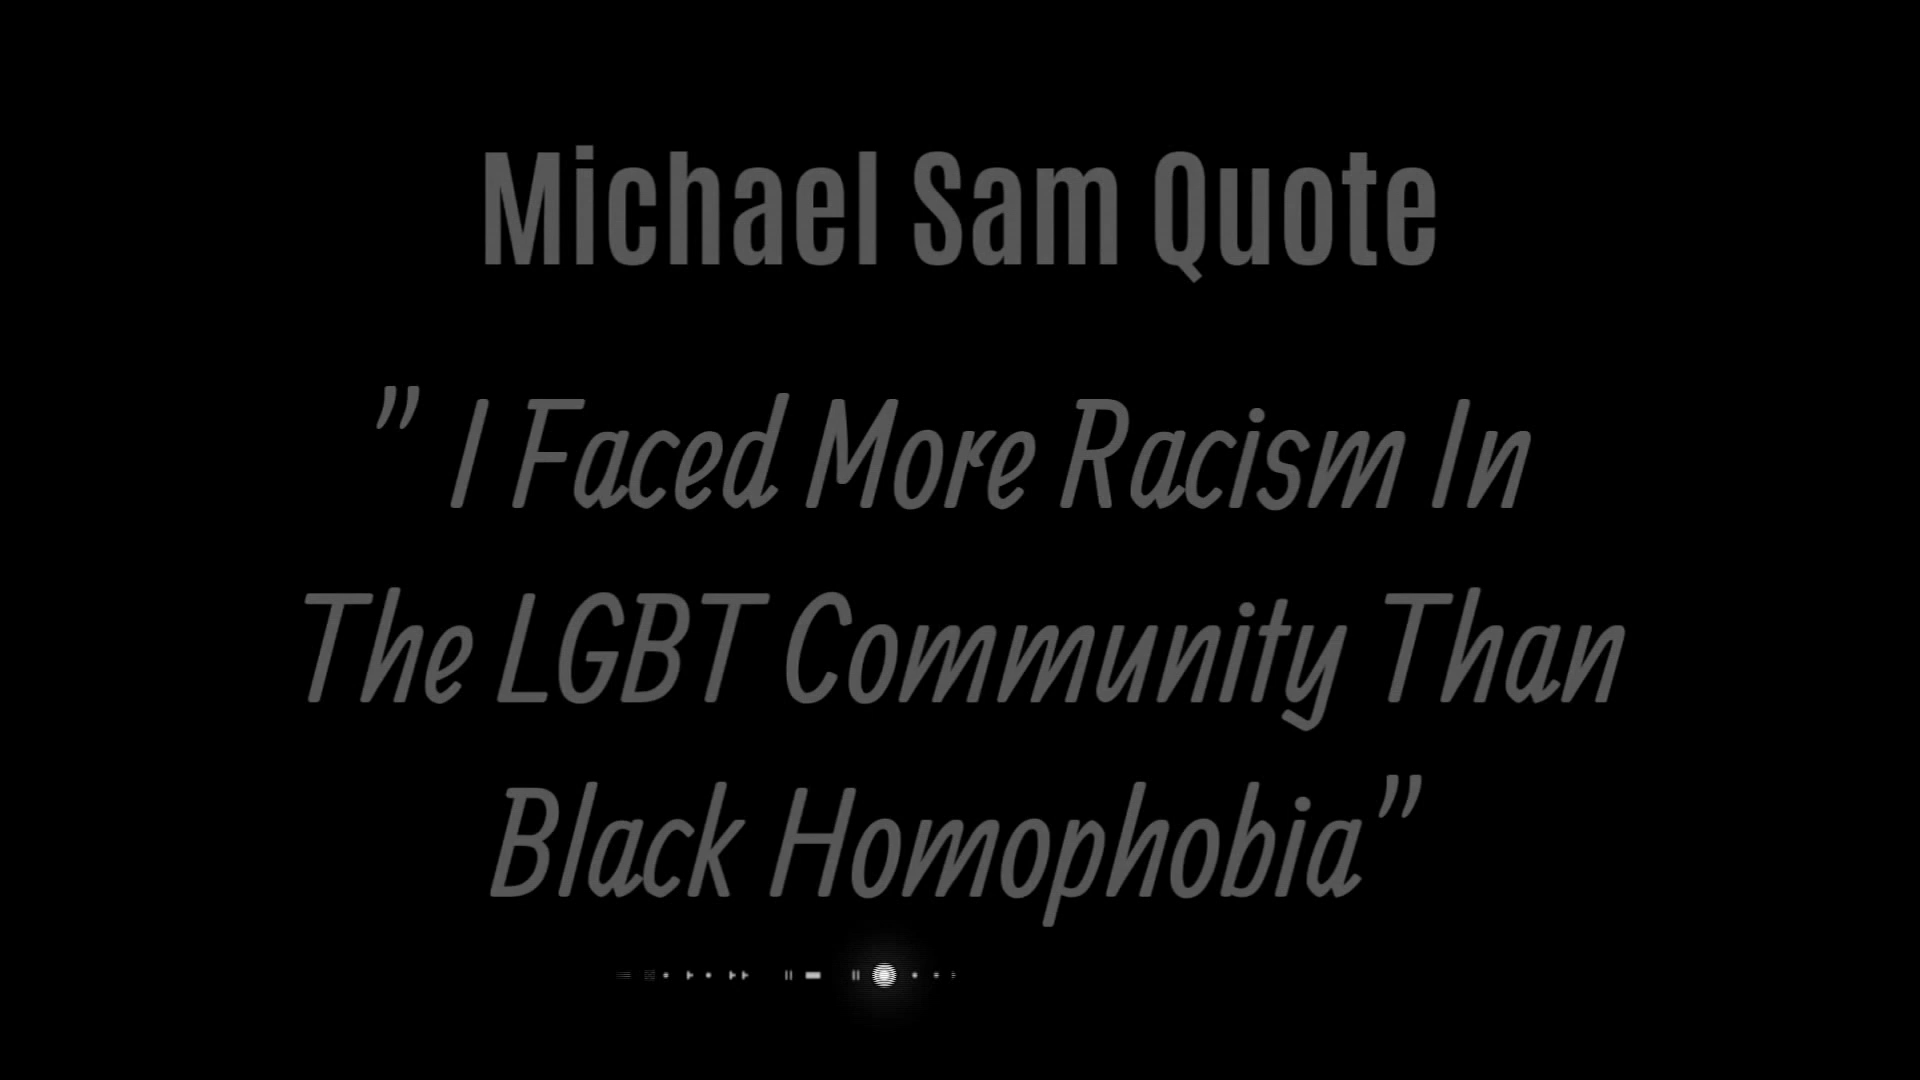 Michael Sam Quote
” I Faced More Racism In
The LGBT Community Than
Black Homophobia”